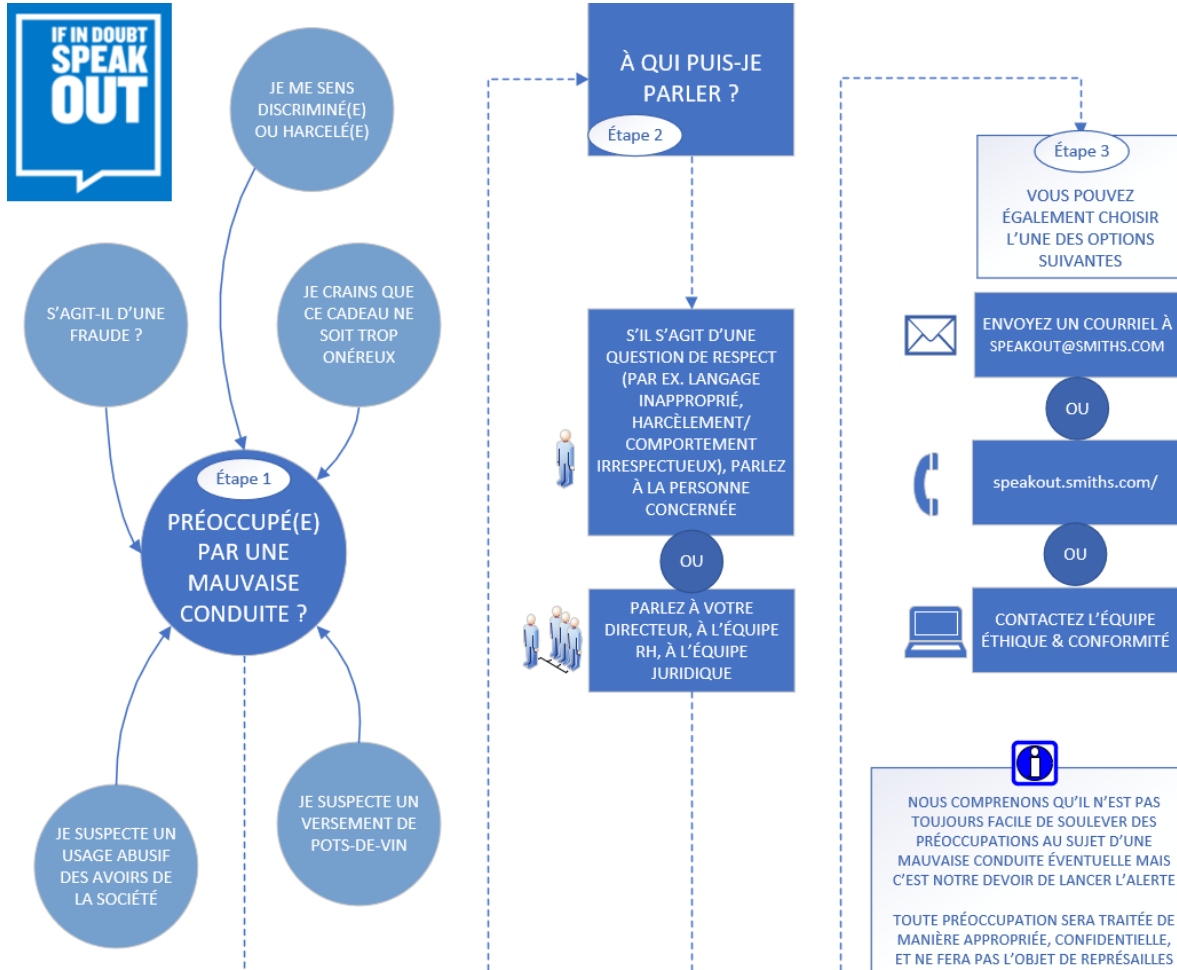 IF IN DOUBT
SPEAK
OUT
JE ME SENS
DISCRIMINÉ(E)
OU HARCELÉ(E)
S'AGIT-IL D'UNE
FRAUDE ?
JE CRAINS QUE
CE CADEAU NE
SOIT TROP
ONÉREUX
Étape 1
PRÉOCCUPÉ(E)
PAR UNE
MAUVAISE
CONDUITE ?
JE SUSPECTE UN
USAGE ABUSIF
DES AVOIRS DE
LA SOCIÉTÉ
JE SUSPECTE UN
VERSEMENT DE
POTS-DE-VIN
À QUI PUIS-JE
PARLER ?
Étape 2
S'IL S'AGIT D'UNE
QUESTION DE RESPECT
(PAR EX. LANGAGE
INAPPROPRIÉ,
HARCÈLEMENT/
COMPORTEMENT
IRRESPECTUEUX), PARLEZ
À LA PERSONNE
CONCERNÉE
OU
PARLEZ À VOTRE
DIRECTEUR, À L'ÉQUIPE
RH, À L'ÉQUIPE
JURIDIQUE
Étape 3
VOUS POUVEZ
ÉGALEMENT CHOISIR
L'UNE DES OPTIONS
SUIVANTES
ENVOYEZ UN COURRIEL À
SPEAKOUT@SMITHS.COM
OU
speakout.smiths.com/
OU
CONTACTEZ L'ÉQUIPE
ÉTHIQUE & CONFORMITÉ
NOUS COMPRENONS QU'IL N'EST PAS
TOUJOURS FACILE DE SOULEVER DES
PRÉOCCUPATIONS AU SUJET D'UNE
MAUVAISE CONDUITE ÉVENTUELLE MAIS
C'EST NOTRE DEVOIR DE LANCER L'ALERTE
TOUTE PRÉOCCUPATION SERA TRAITÉE DE
MANIÈRE APPROPRIÉE, CONFIDENTIELLE,
ET NE FERA PAS L'OBJET DE REPRÉSAILLES